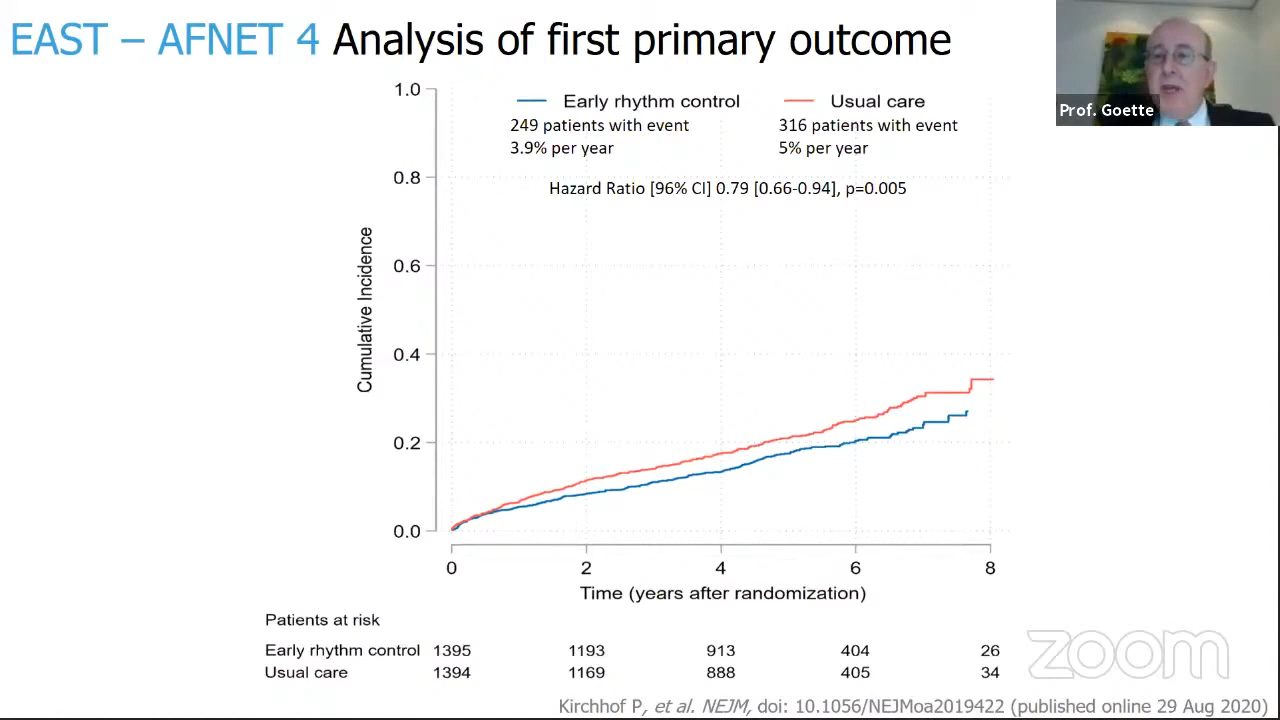 EAST – AFNET 4 Analysis of first primary outcome
Prof. Goette
Early rhythm control
249 patients with event
3.9% per year
Usual care
316 patients with event
5% per year
Hazard Ratio [96% CI] 0.79 [0.66-0.94], p=0.005
Cumulative Incidence
1.0
0.8
0.6
0.4
0.2
0.0
0 2 4 6 8
Time (years after randomization)
Patients at risk
Early rhythm control 1395 1193 913 404 26
Usual care 1394 1169 888 405 34
zoom
Kirchhof P, et al. NEJM, doi: 10.1056/NEJMoa2019422 (published online 29 Aug 2020)